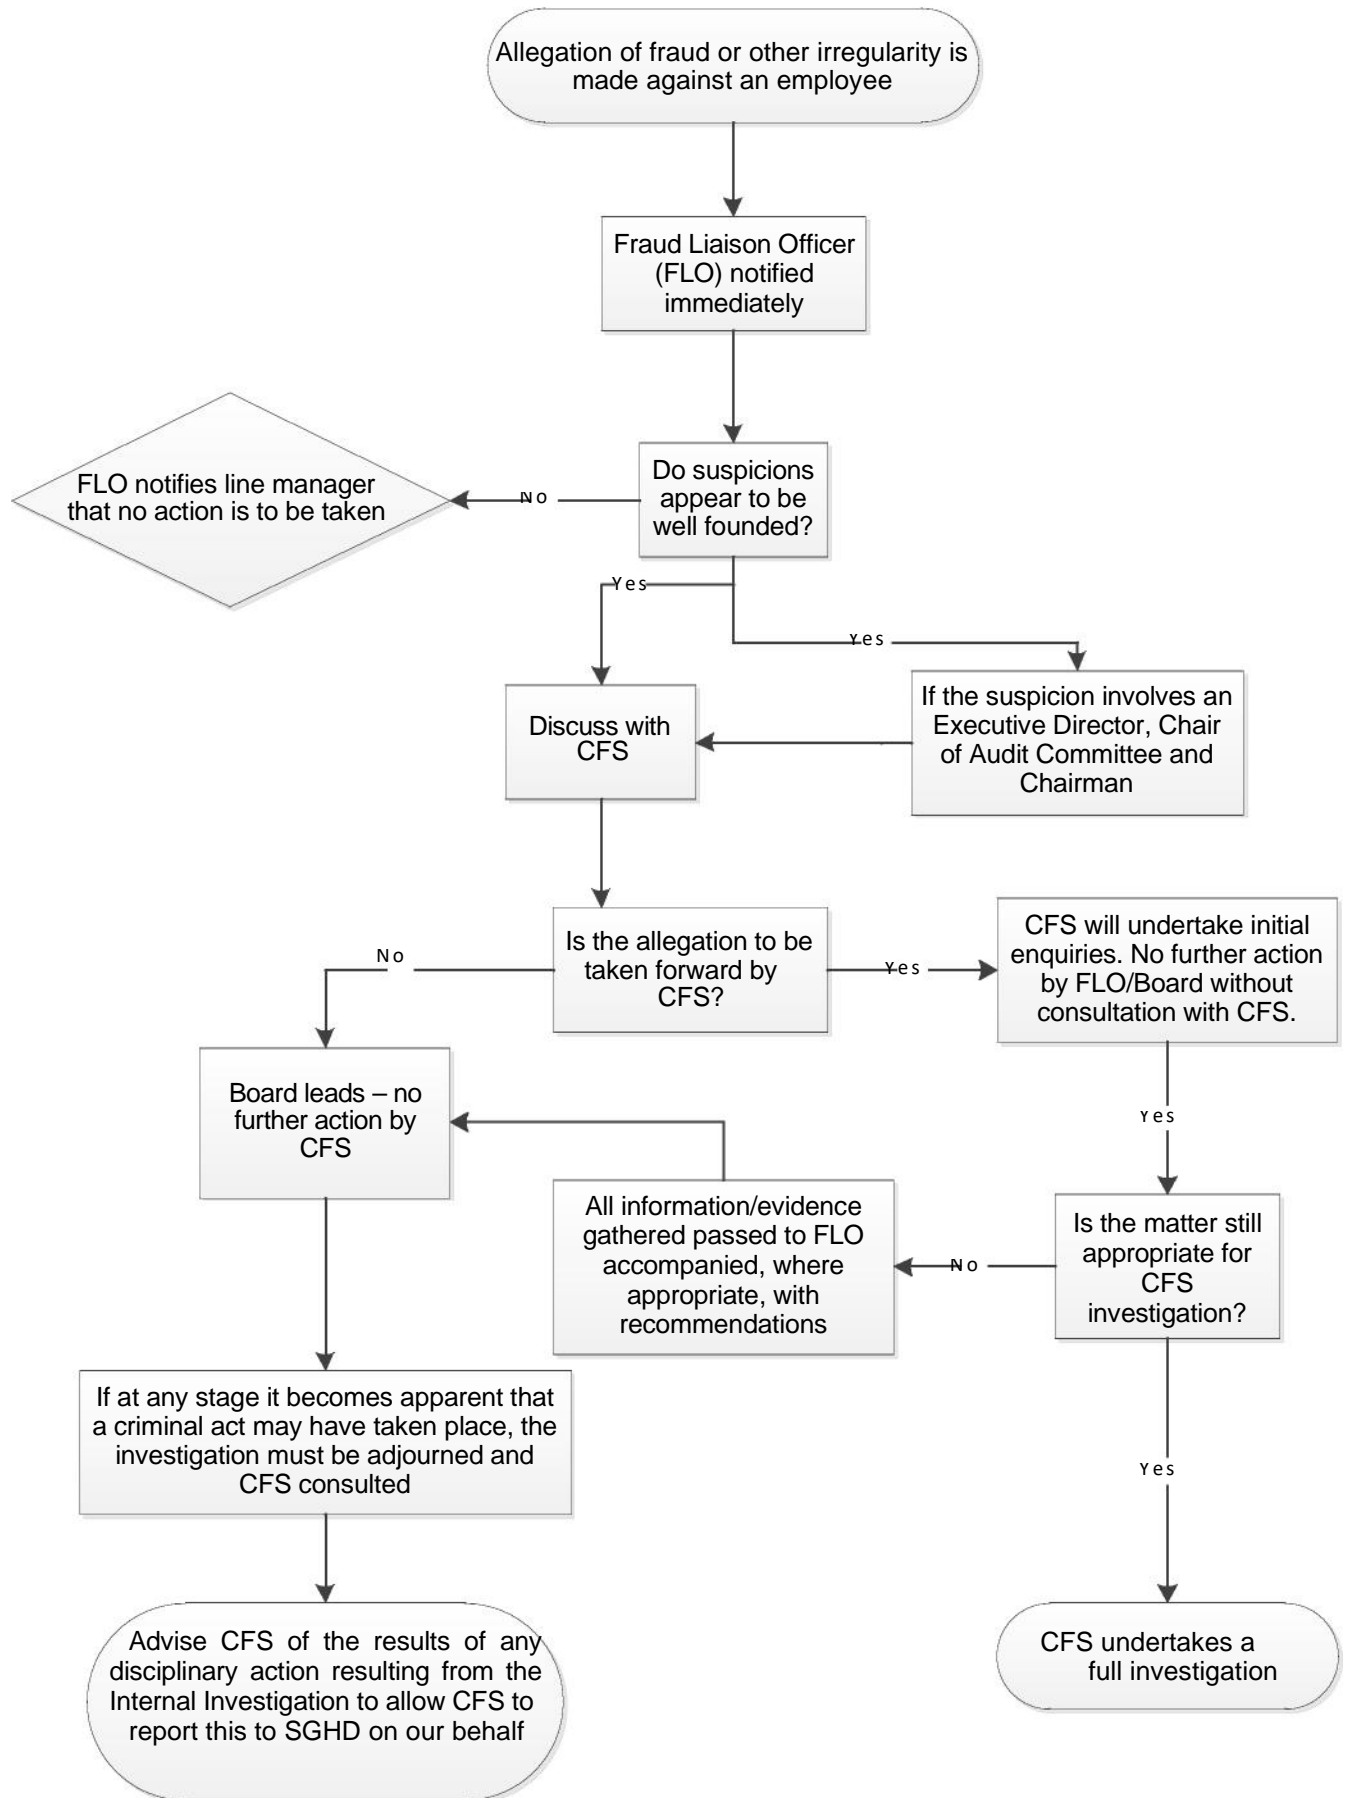 Allegation of fraud or other irregularity is
made against an employee
Fraud Liaison Officer
(FLO) notified
immediately
Do suspicions
appear to be
well founded?
No
FLO notifies line manager
that no action is to be taken
Yes
Yes
If the suspicion involves an
Executive Director, Chair
of Audit Committee and
Chairman
Discuss with
CFS
Is the allegation to be
taken forward by
CFS?
No
Yes
CFS will undertake initial
enquiries. No further action
by FLO/Board without
consultation with CFS.
Board leads – no
further action by
CFS
Yes
All information/evidence
gathered passed to FLO
accompanied, where
appropriate, with
recommendations
No
Is the matter still
appropriate for
CFS
investigation?
If at any stage it becomes apparent that
a criminal act may have taken place, the
investigation must be adjourned and
CFS consulted
Yes
Advise CFS of the results of any
disciplinary action resulting from the
Internal Investigation to allow CFS to
report this to SGHD on our behalf
CFS undertakes a
full investigation